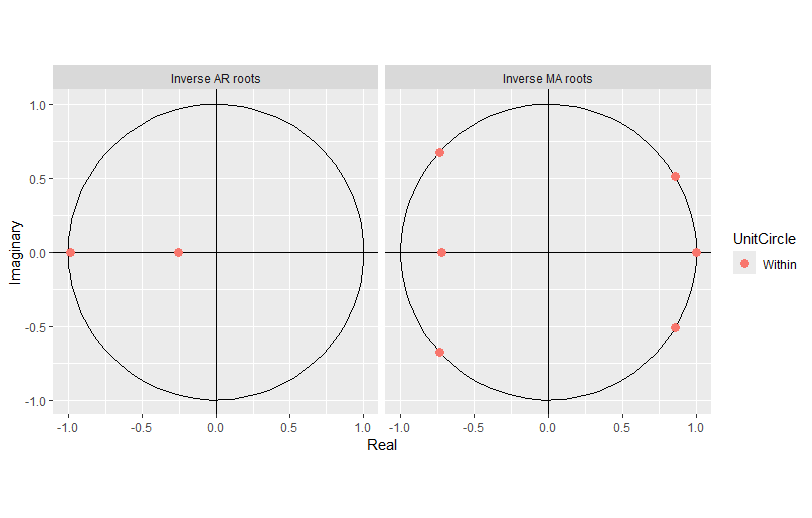 Inverse AR roots
Inverse MA roots
1.0
0.5
0.0
-0.5
-1.0
Imaginary
-1.0 -0.5 0.0 0.5 1.0
-1.0 -0.5 0.0 0.5 1.0
Real
UnitCircle
Within